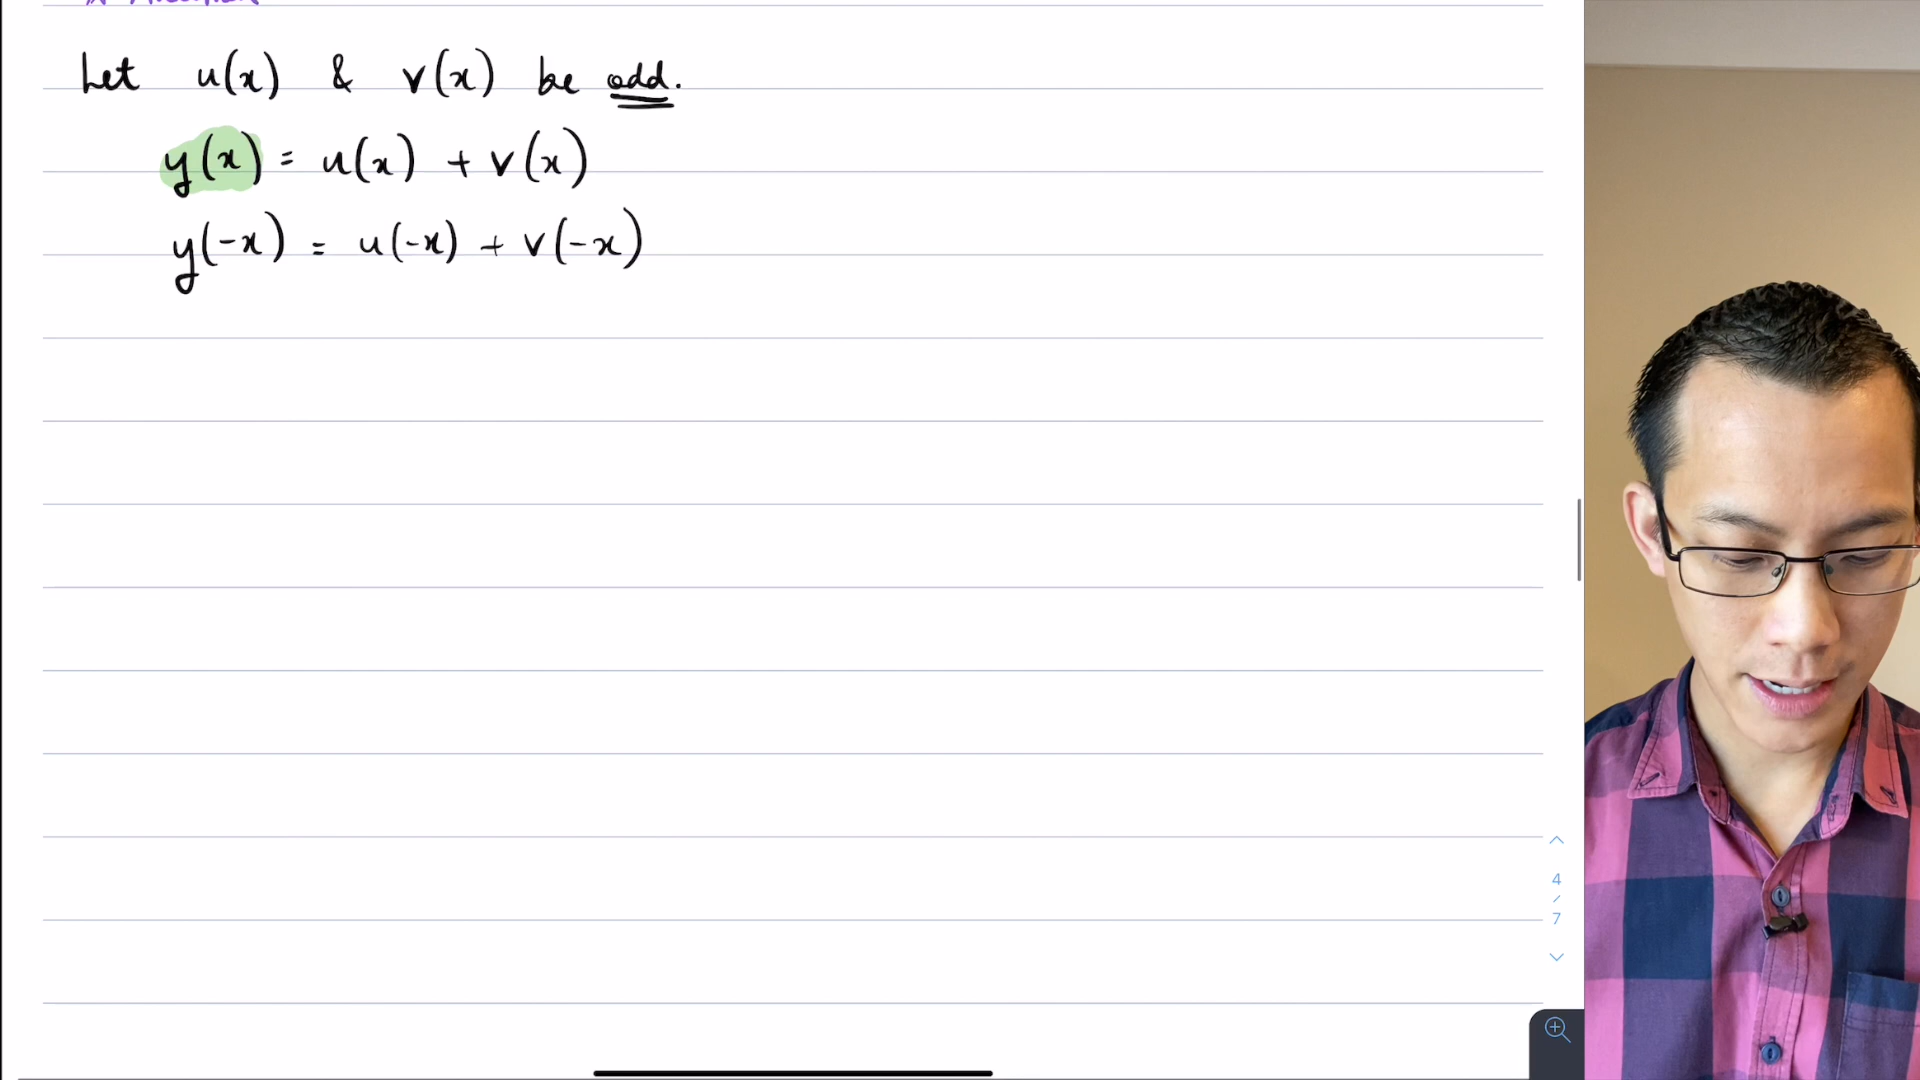 Let u(x) & v(x) be odd.
y(x) = u(x) + v(x)
y(-x) = u(-x) + v(-x)
4
/
7